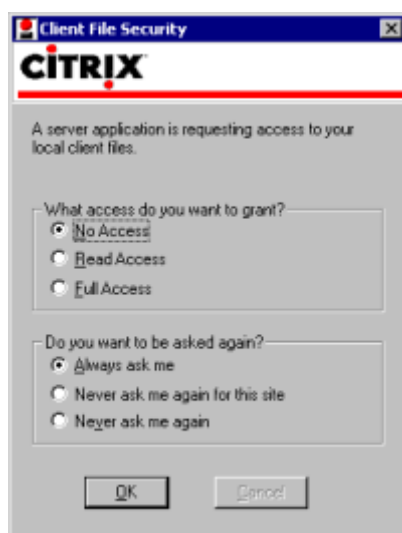 Client File Security
CİTRIX
A server application is requesting access to your
local client files.
What access do you want to grant?
No Access
Read Access
Full Access
Do you want to be asked again?
Always ask me
Never ask me again for this site
Never ask me again
OK
Cancel